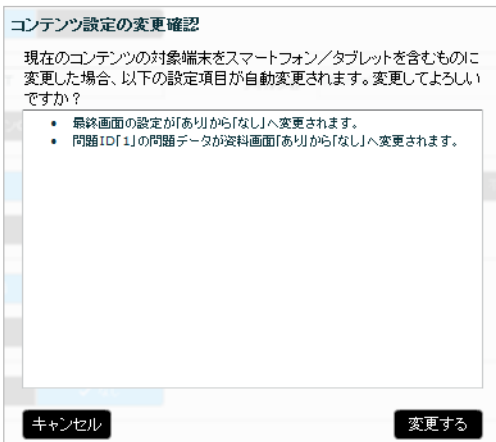 コンテンツ設定の変更確認
現在のコンテンツの対象端末をスマートフォン／タブレットを含むものに
変更した場合、以下の設定項目が自動変更されます。変更してよろしい
ですか？
• 最終画面の設定が「あり」から「なし」へ変更されます。
• 問題ID「1」の問題データが資料画面「あり」から「なし」へ変更されます。
キャンセル
変更する